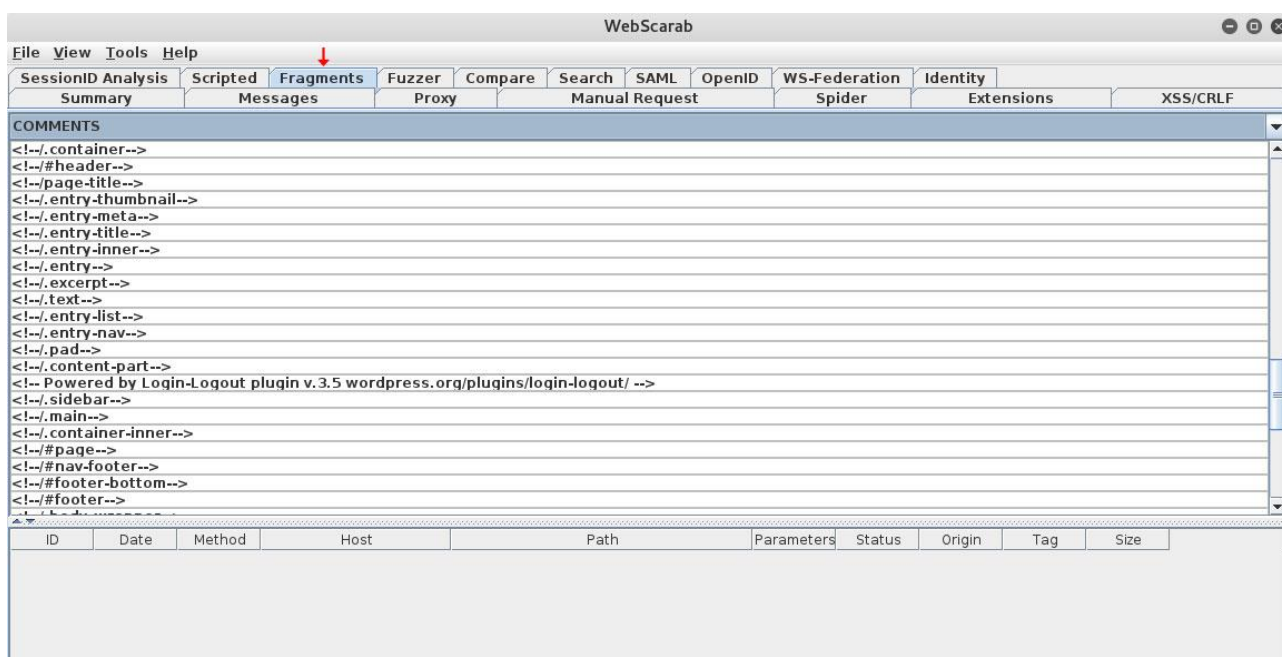 WebScarab
File View Tools Help
SessionID Analysis Scripted Fragments Fuzzer Compare Search SAML OpenID WS-Federation Identity
Summary Messages Proxy Manual Request Spider Extensions XSS/CRLF
COMMENTS
<!--/.container-->
<!--/#header-->
<!--/page-title-->
<!--/.entry-thumbnail-->
<!--/.entry-meta-->
<!--/.entry-title-->
<!--/.entry-inner-->
<!--/.entry-->
<!--/.excerpt-->
<!--/.text-->
<!--/.entry-list-->
<!--/.entry-nav-->
<!--/.pad-->
<!--/.content-part-->
<!-- Powered by Login-Logout plugin v.3.5 wordpress.org/plugins/login-logout/ -->
<!--/.sidebar-->
<!--/.main-->
<!--/.container-inner-->
<!--/#page-->
<!--/#nav-footer-->
<!--/#footer-bottom-->
<!--/#footer-->
ID Date Method Host Path Parameters Status Origin Tag Size